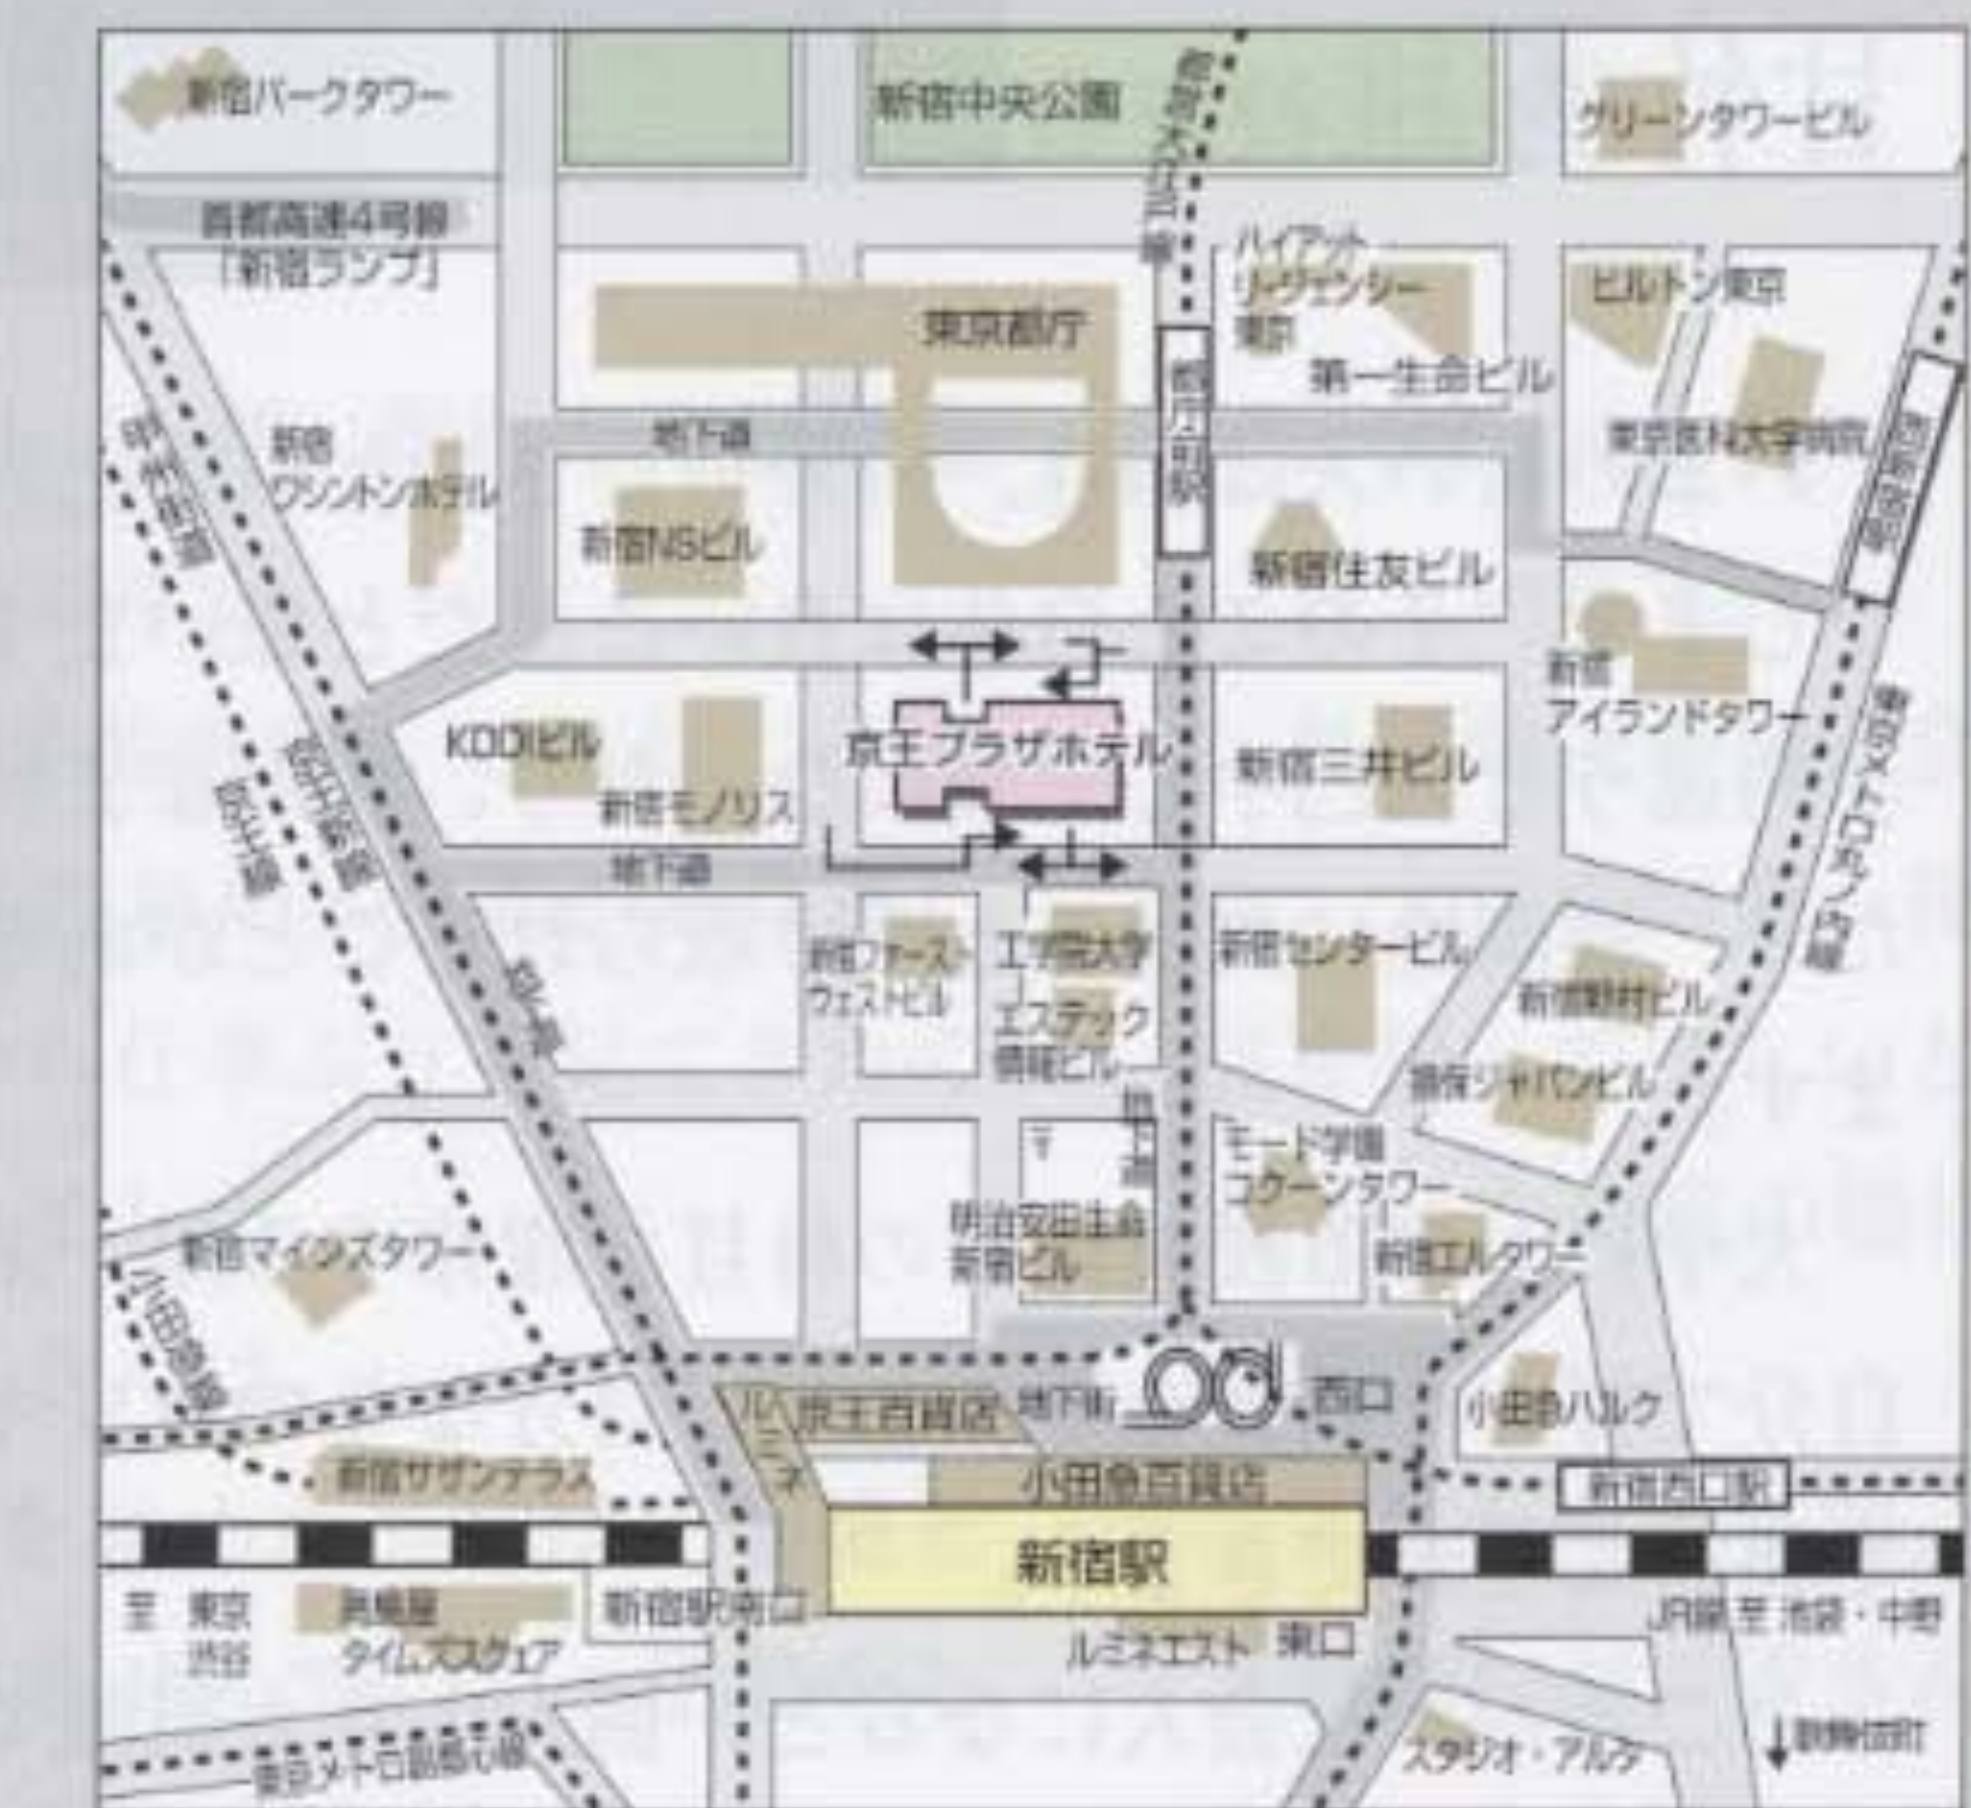 新宿パークタワー
新宿中央公園
都営大江戸線
グリーンタワービル
首都高速4号線
「新宿ランプ」
ハイアット
リージェンシー
東京
ヒルトン東京
東京都庁
都庁前駅
第一生命ビル
地下道
東京医科大学病院
西新宿駅
新宿
ワシントンホテル
新宿NSビル
新宿住友ビル
京王新線
新宿
アイランドタワー
KDDIビル
新宿モノリス
京王プラザホテル
新宿三井ビル
東京メトロ丸ノ内線
京王線
地下道
新宿ファースト
ウェストビル
工学院大学
エステック
情報ビル
新宿センタービル
新宿野村ビル
損保ジャパンビル
地下道
〒
モード学園
コクーンタワー
明治安田生命
新宿ビル
新宿エルタワー
新宿マインズタワー
小田急線
ルミネ
京王百貨店
地下街
西口
小田急ハルク
新宿サザンテラス
小田急百貨店
新宿西口駅
新宿駅
至 東京
渋谷
髙島屋
タイムズスクェア
新宿駅南口
ルミネエスト
東口
JR線 至 池袋・中野
東京メトロ副都心線
スタジオ・アルタ
↓歌舞伎町